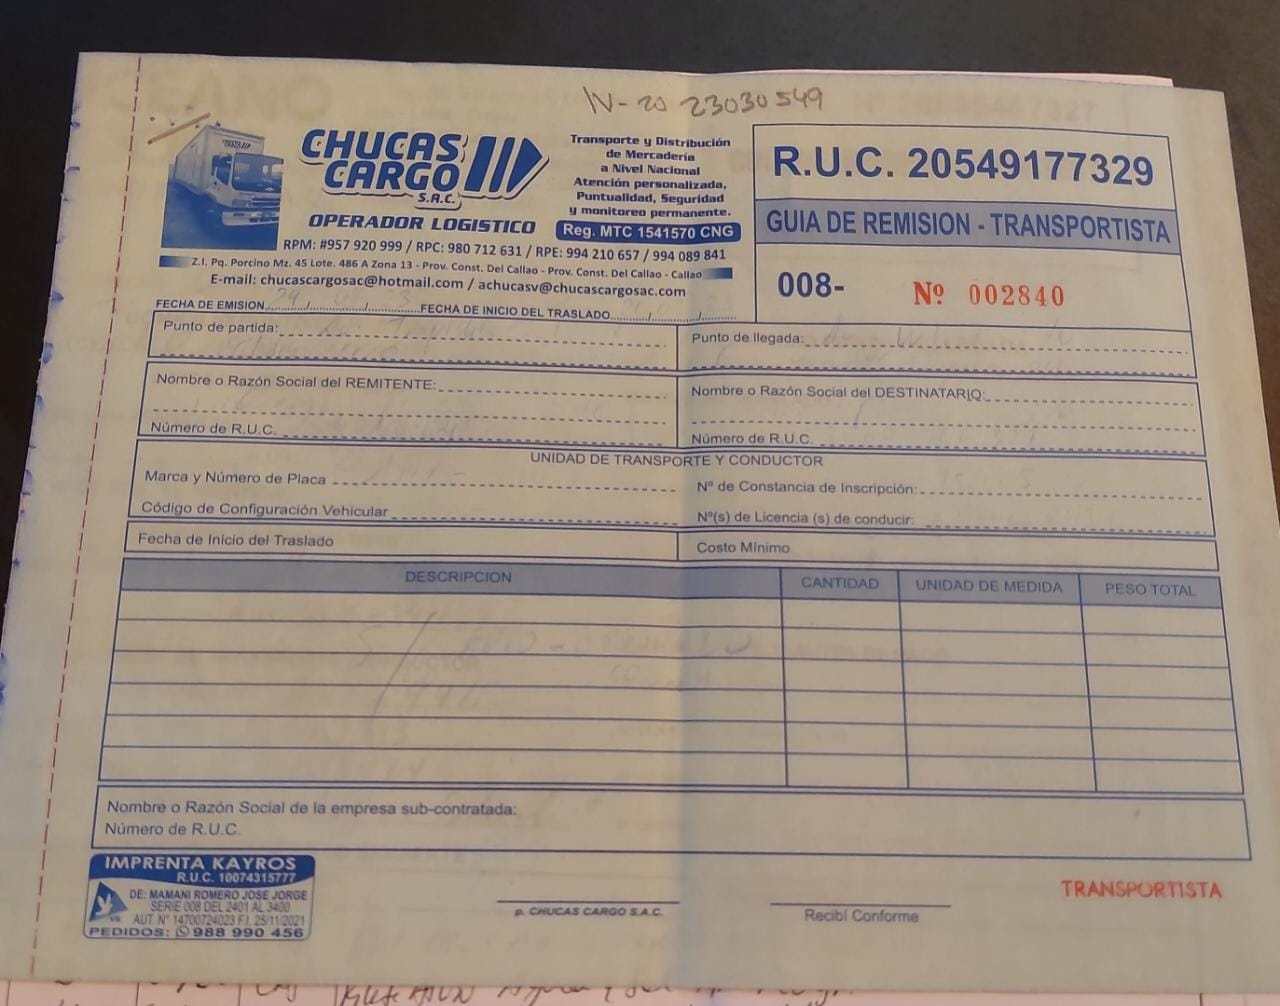 IV-20 23030549
CHUCAS
CARGO
S.A.C.
OPERADOR LOGISTICO
Transporte y Distribución
de Mercadería
a Nivel Nacional
Atención personalizada,
Puntualidad, Seguridad
y monitoreo permanente.
Reg. MTC 1541570 CNG
RPM: #957 920 999 / RPC: 980 712 631 / RPE: 994 210 657 / 994 089 841
Z.I. Pq. Porcino Mz. 45 Lote. 486 A Zona 13 - Prov. Const. Del Callao - Prov. Const. Del Callao - Callao
E-mail: chucascargosac@hotmail.com / achucasv@chucascargosac.com
R.U.C. 20549177329
GUIA DE REMISION - TRANSPORTISTA
008- Nº 002840
FECHA DE EMISION FECHA DE INICIO DEL TRASLADO
Punto de partida: Punto de llegada:
Nombre o Razón Social del REMITENTE: Nombre o Razón Social del DESTINATARIO:
Número de R.U.C. Número de R.U.C.
UNIDAD DE TRANSPORTE Y CONDUCTOR
Marca y Número de Placa Nº de Constancia de Inscripción:
Código de Configuración Vehicular Nº(s) de Licencia (s) de conducir:
Fecha de Inicio del Traslado Costo Mínimo
DESCRIPCION CANTIDAD UNIDAD DE MEDIDA PESO TOTAL
Nombre o Razón Social de la empresa sub-contratada:
Número de R.U.C.
IMPRENTA KAYROS
R.U.C. 10074315777
DE: MAMANI ROMERO JOSE JORGE
SERIE 008 DEL 2401 AL 3400
AUT. Nº 14700724023 F.I. 25/11/2021
PEDIDOS: 988 990 456
p. CHUCAS CARGO S.A.C.
Recibí Conforme
TRANSPORTISTA